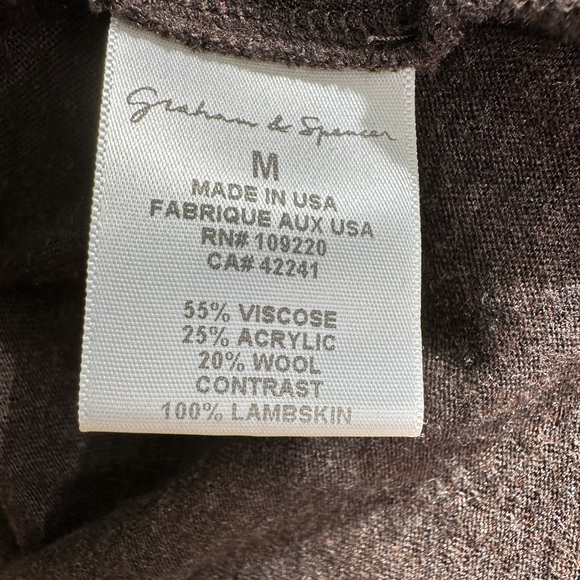 Graham & Spencer
M
MADE IN USA
FABRIQUE AUX USA
RN# 109220
CA# 42241
55% VISCOSE
25% ACRYLIC
20% WOOL
CONTRAST
100% LAMBSKIN